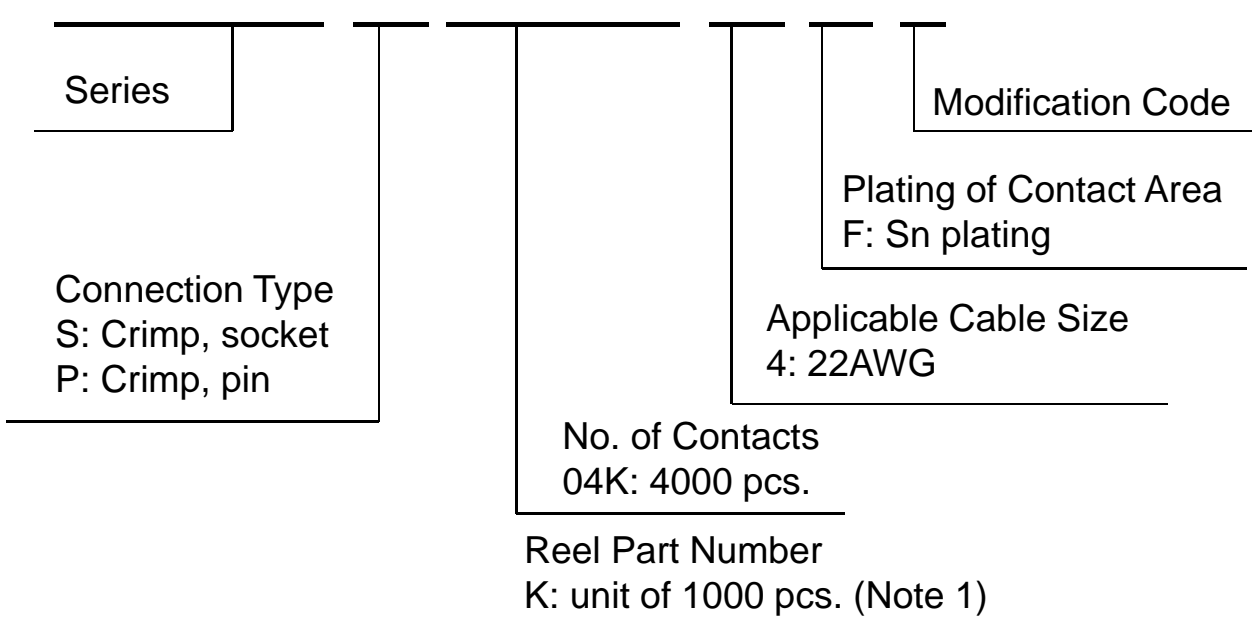 Series
Modification Code
Plating of Contact Area
F: Sn plating
Connection Type
S: Crimp, socket
P: Crimp, pin
Applicable Cable Size
4: 22AWG
No. of Contacts
04K: 4000 pcs.
Reel Part Number
K: unit of 1000 pcs. (Note 1)